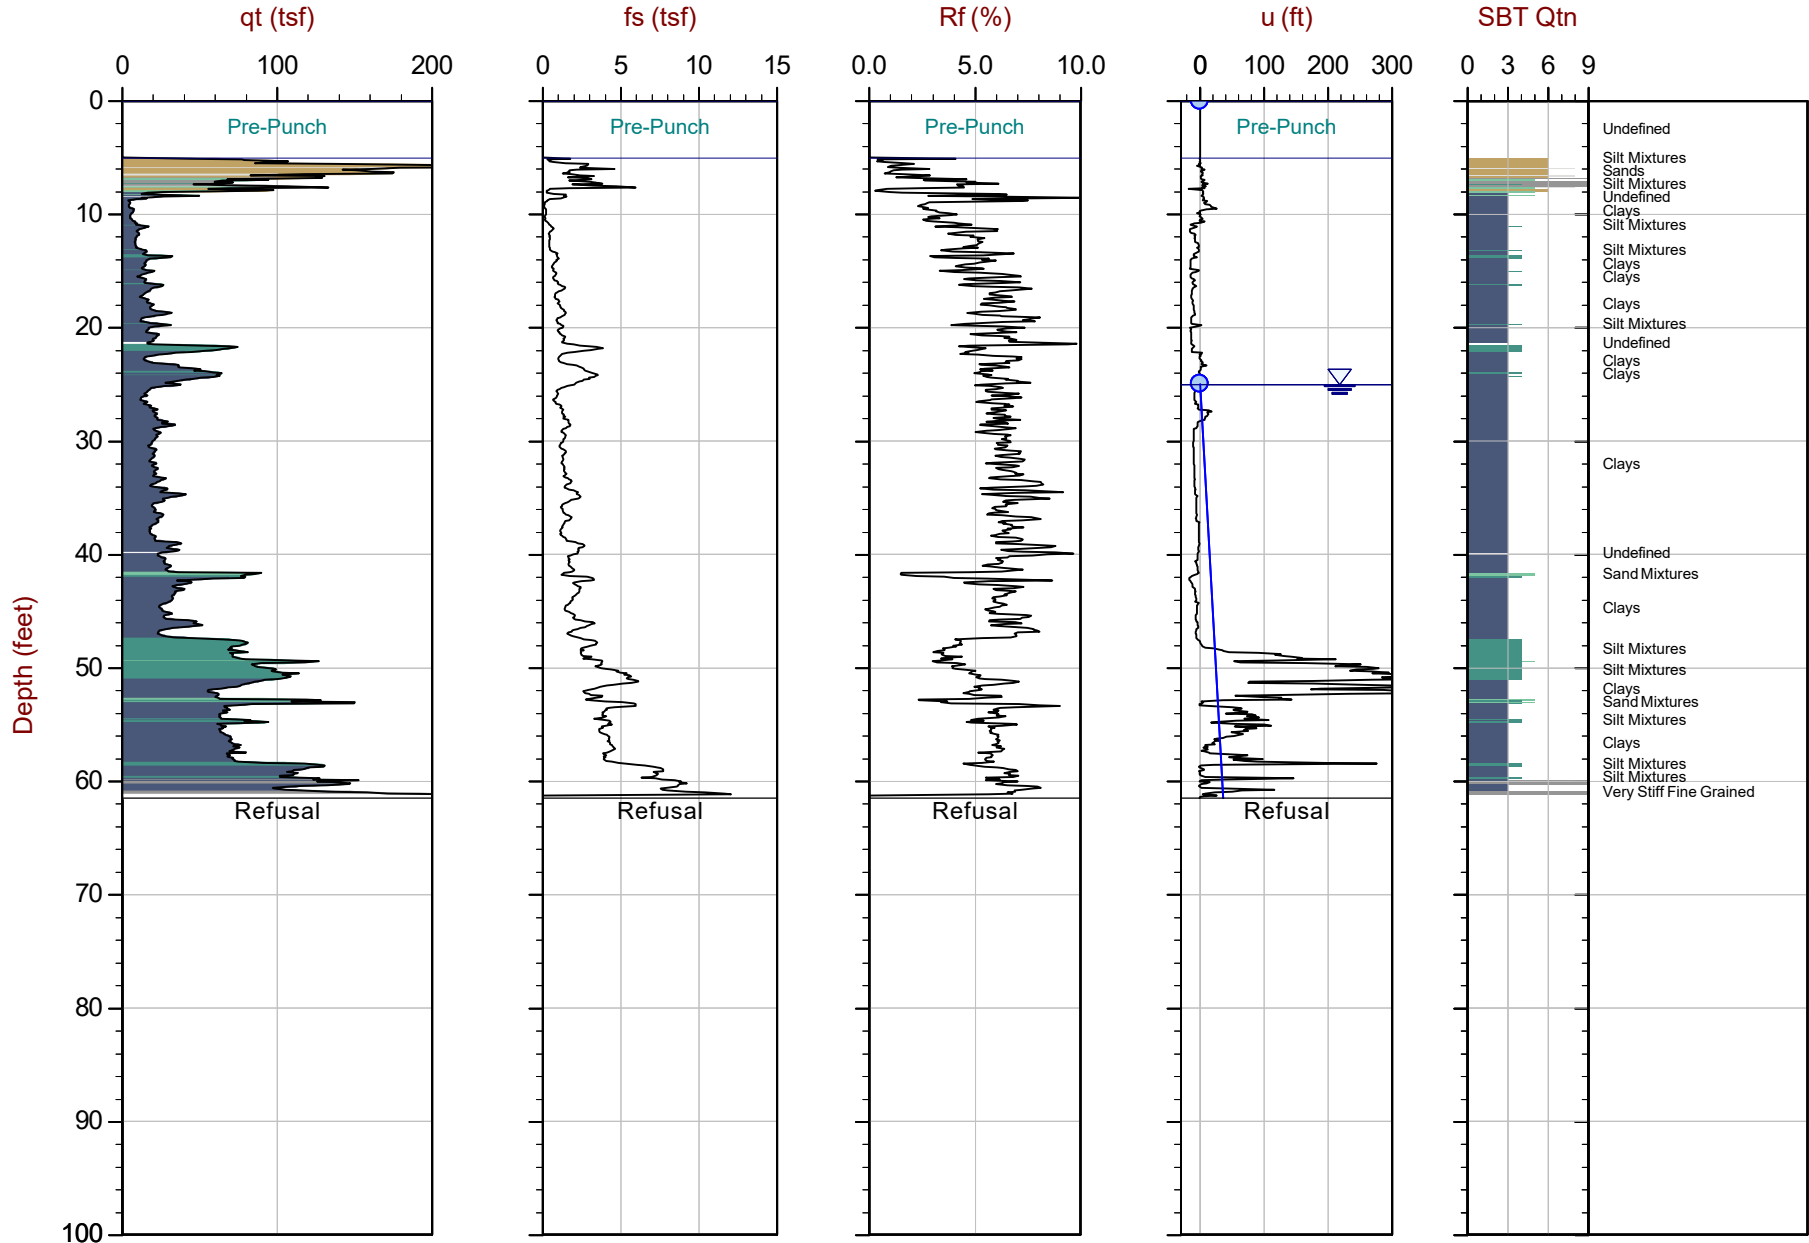 qt (tsf) fs (tsf) Rf (%) u (ft) SBT Qtn
0 100 200 0 5 10 15 0.0 5.0 10.0 0 100 200 300 0 3 6 9
0
Pre-Punch Pre-Punch Pre-Punch Pre-Punch Undefined
Silt Mixtures
Sands
Silt Mixtures
Undefined
10 Clays
Silt Mixtures
Silt Mixtures
Clays
Clays
Clays
20 Silt Mixtures
Undefined
Clays
Clays
30
Clays
40 Undefined
Sand Mixtures
Clays
Silt Mixtures
50 Silt Mixtures
Clays
Sand Mixtures
Silt Mixtures
Clays
Silt Mixtures
60 Silt Mixtures
Very Stiff Fine Grained
Refusal Refusal Refusal Refusal
70
80
90
100
Depth (feet)